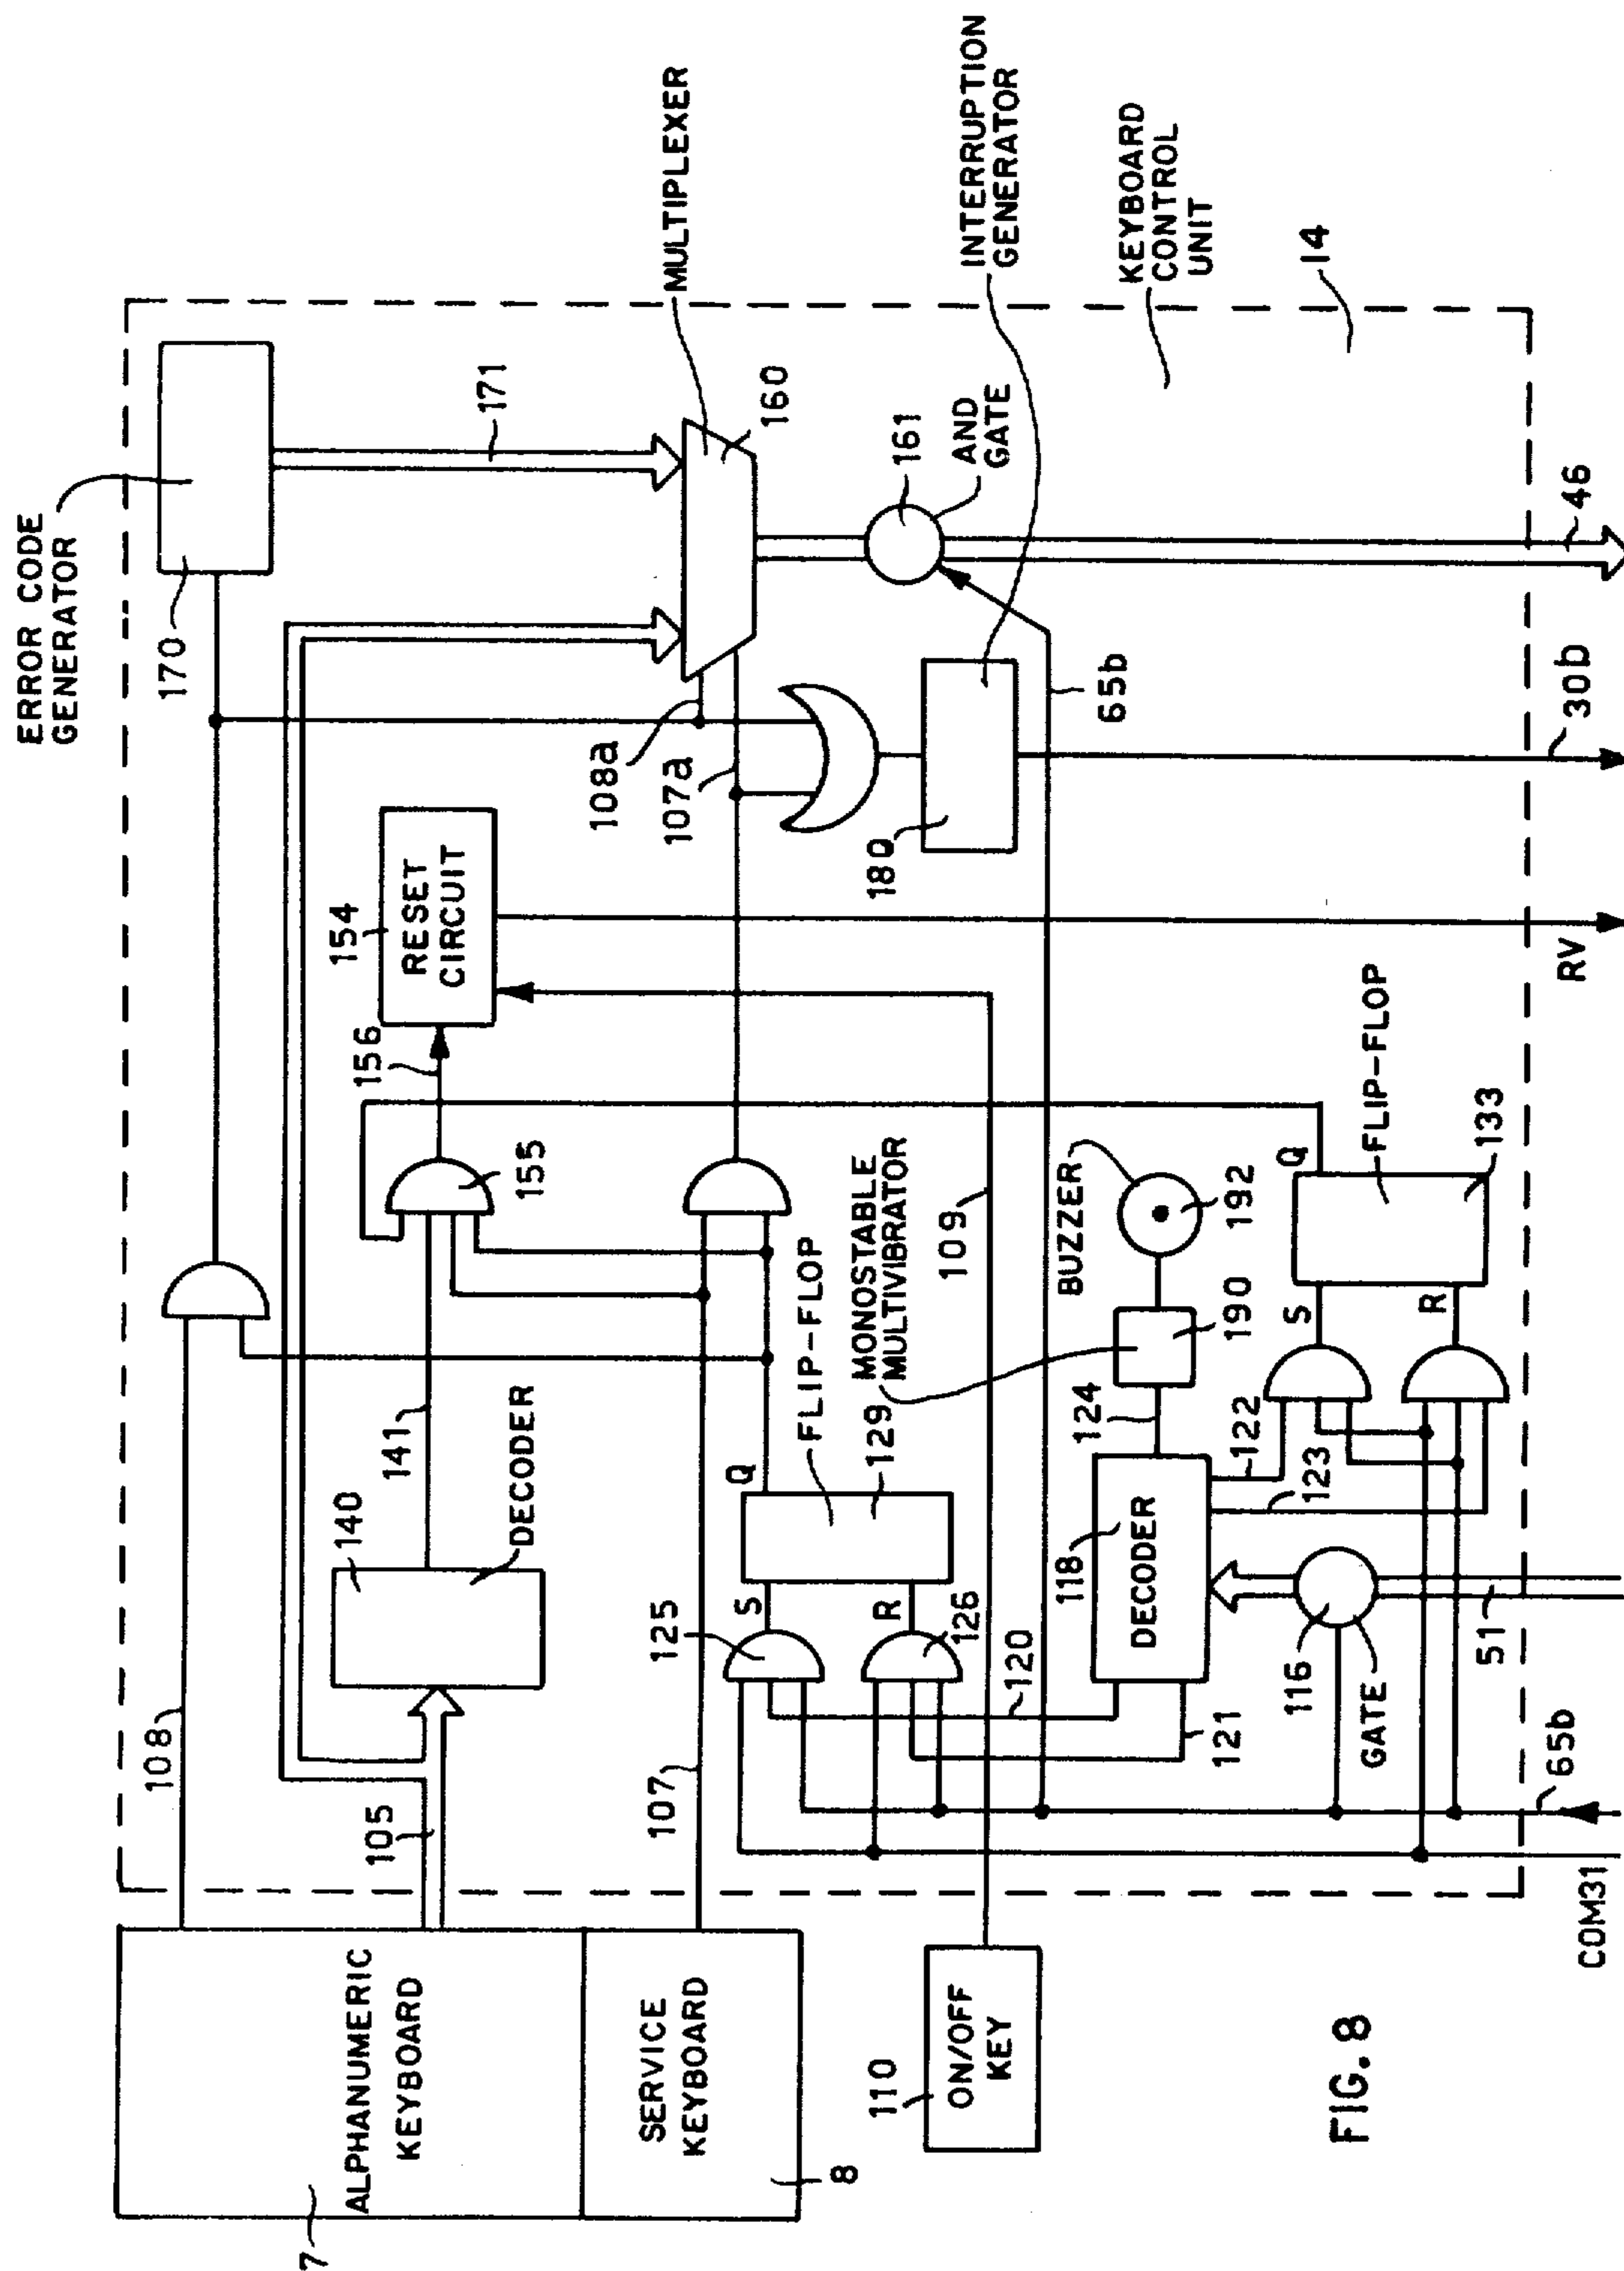 ERROR CODE
GENERATOR
170
171
MULTIPLEXER
160
108a
107a
161
AND
GATE
INTERRUPTION
GENERATOR
180
65b
KEYBOARD
CONTROL
UNIT
14
46
30b
RV
154
RESET
CIRCUIT
156
155
109
108
140
DECODER
141
105
107
125
S
R
126
Q
FLIP-FLOP
129
MONOSTABLE
MULTIVIBRATOR
BUZZER
192
190
124
122
123
118
DECODER
120
121
116
GATE
51
S
R
Q
FLIP-FLOP
133
65b
COM31
7
ALPHANUMERIC
KEYBOARD
SERVICE
KEYBOARD
8
110
ON/OFF
KEY
FIG. 8